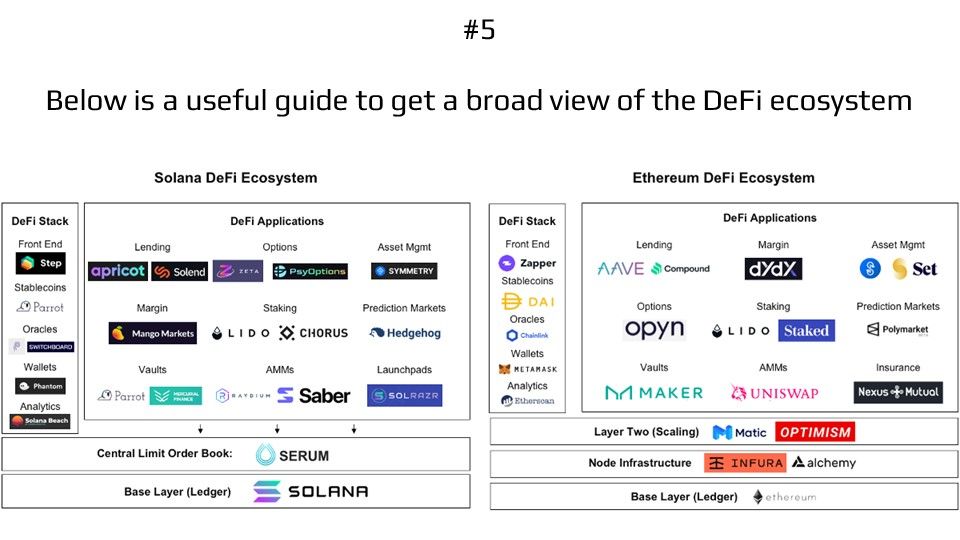 #5
Below is a useful guide to get a broad view of the DeFi ecosystem
Solana DeFi Ecosystem
DeFi Stack
Front End
Step
Stablecoins
Parrot
Oracles
SWITCHBOARD
Wallets
Phantom
Analytics
Solana Beach
DeFi Applications
Lending Options Asset Mgmt
apricot Solend ZETA PsyOptions SYMMETRY
Margin Staking Prediction Markets
Mango Markets LIDO CHORUS Hedgehog
Vaults AMMs Launchpads
Parrot MERCURIAL FINANCE RAYDIUM Saber SOLRAZR
Central Limit Order Book: SERUM
Base Layer (Ledger) SOLANA
Ethereum DeFi Ecosystem
DeFi Stack
Front End
Zapper
Stablecoins
DAI
Oracles
Chainlink
Wallets
METAMASK
Analytics
Etherscan
DeFi Applications
Lending Margin Asset Mgmt
AAVE Compound dYdX Set
Options Staking Prediction Markets
opyn LIDO Staked Polymarket
Vaults AMMs Insurance
MAKER UNISWAP Nexus Mutual
Layer Two (Scaling) Matic OPTIMISM
Node Infrastructure INFURA alchemy
Base Layer (Ledger) ethereum